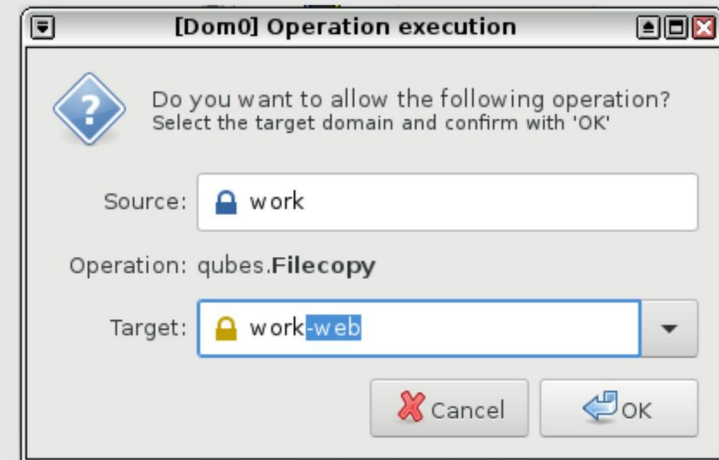 [Dom0] Operation execution
Do you want to allow the following operation?
Select the target domain and confirm with 'OK'
Source: work
Operation: qubes.Filecopy
Target: work-web
Cancel OK